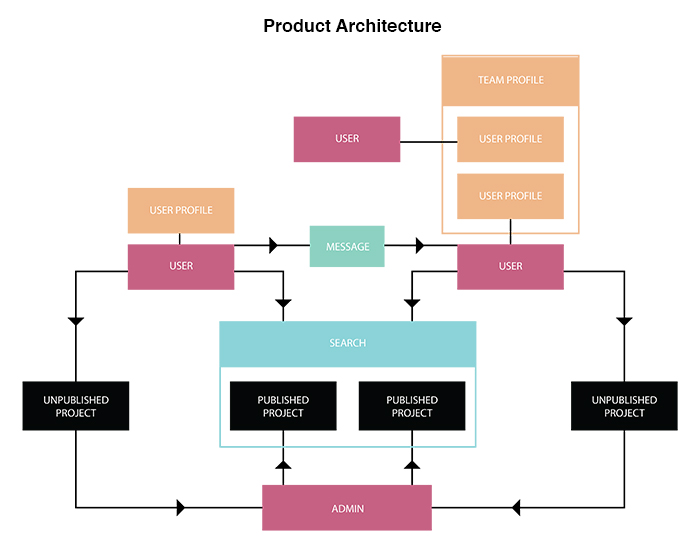 Product Architecture
TEAM PROFILE
USER
USER PROFILE
USER PROFILE
USER PROFILE
MESSAGE
USER
USER
SEARCH
UNPUBLISHED
PROJECT
PUBLISHED
PROJECT
PUBLISHED
PROJECT
UNPUBLISHED
PROJECT
ADMIN